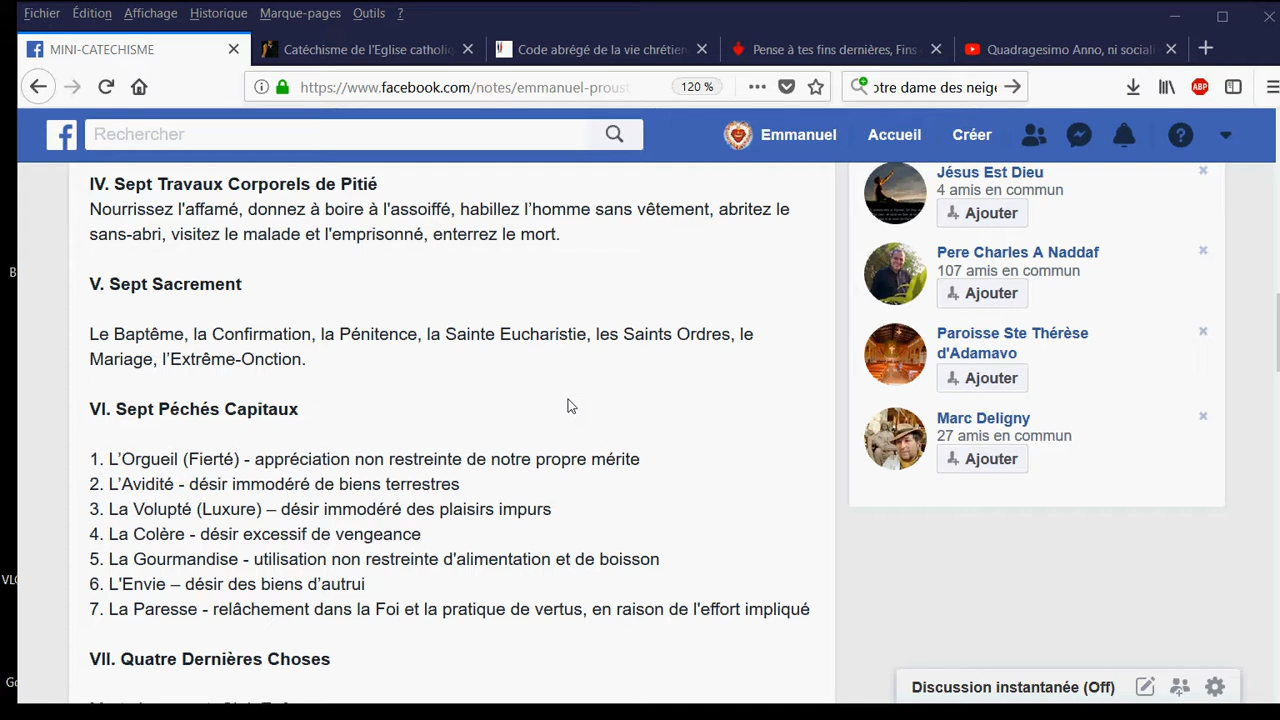 Fichier Édition Affichage Historique Marque-pages Outils ?
MINI-CATECHISME
Catéchisme de l'Eglise catholiq
Code abrégé de la vie chrétien
Pense à tes fins dernières, Fins
Quadragesimo Anno, ni sociali
https://www.facebook.com/notes/emmanuel-proust
120 %
otre dame des neige
ABP
Rechercher
Emmanuel Accueil Créer
IV. Sept Travaux Corporels de Pitié
Nourrissez l'affamé, donnez à boire à l'assoiffé, habillez l'homme sans vêtement, abritez le
sans-abri, visitez le malade et l'emprisonné, enterrez le mort.
V. Sept Sacrement
Le Baptême, la Confirmation, la Pénitence, la Sainte Eucharistie, les Saints Ordres, le
Mariage, l'Extrême-Onction.
VI. Sept Péchés Capitaux
1. L'Orgueil (Fierté) - appréciation non restreinte de notre propre mérite
2. L'Avidité - désir immodéré de biens terrestres
3. La Volupté (Luxure) – désir immodéré des plaisirs impurs
4. La Colère - désir excessif de vengeance
5. La Gourmandise - utilisation non restreinte d'alimentation et de boisson
6. L'Envie – désir des biens d'autrui
7. La Paresse - relâchement dans la Foi et la pratique de vertus, en raison de l'effort impliqué
VII. Quatre Dernières Choses
Jésus Est Dieu
4 amis en commun
Ajouter
Pere Charles A Naddaf
107 amis en commun
Ajouter
Paroisse Ste Thérèse
d'Adamavo
Ajouter
Marc Deligny
27 amis en commun
Ajouter
Discussion instantanée (Off)
B
VLC
Go